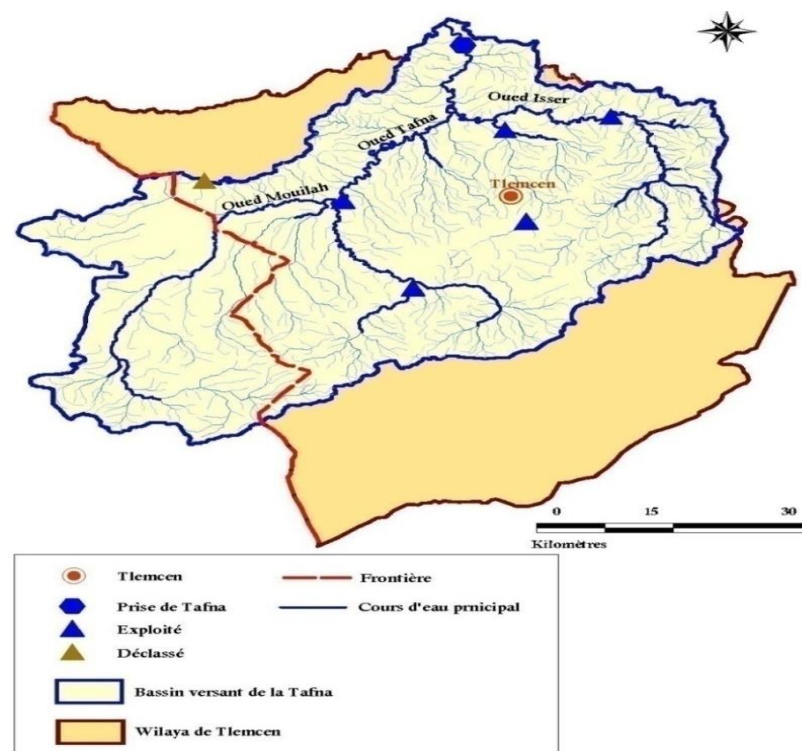 Oued Isser
Oued Tafna
Tlemcen
Oued Mouilah
0 15 30
Kilomètres
Tlemcen
Frontière
Prise de Tafna
Cours d'eau prnicipal
Exploité
Déclassé
Bassin versant de la Tafna
Wilaya de Tlemcen